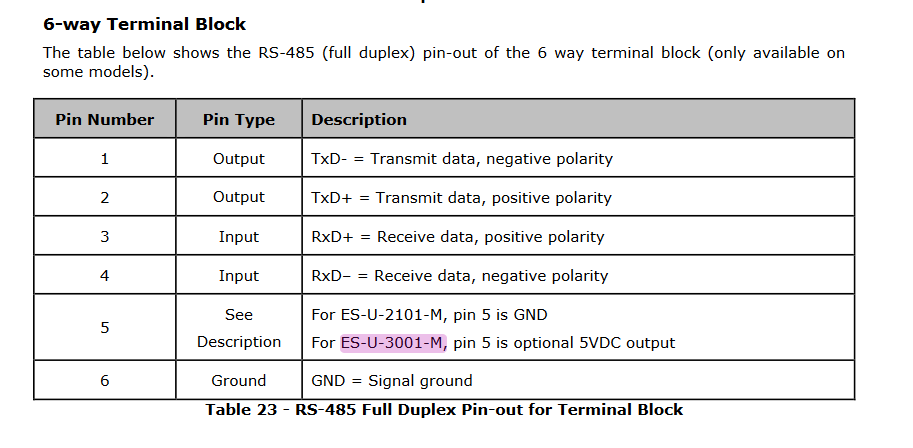 6-way Terminal Block
The table below shows the RS-485 (full duplex) pin-out of the 6 way terminal block (only available on
some models).
Pin Number Pin Type Description
1 Output TxD- = Transmit data, negative polarity
2 Output TxD+ = Transmit data, positive polarity
3 Input RxD+ = Receive data, positive polarity
4 Input RxD– = Receive data, negative polarity
5 See Description For ES-U-2101-M, pin 5 is GND
For ES-U-3001-M, pin 5 is optional 5VDC output
6 Ground GND = Signal ground
Table 23 - RS-485 Full Duplex Pin-out for Terminal Block